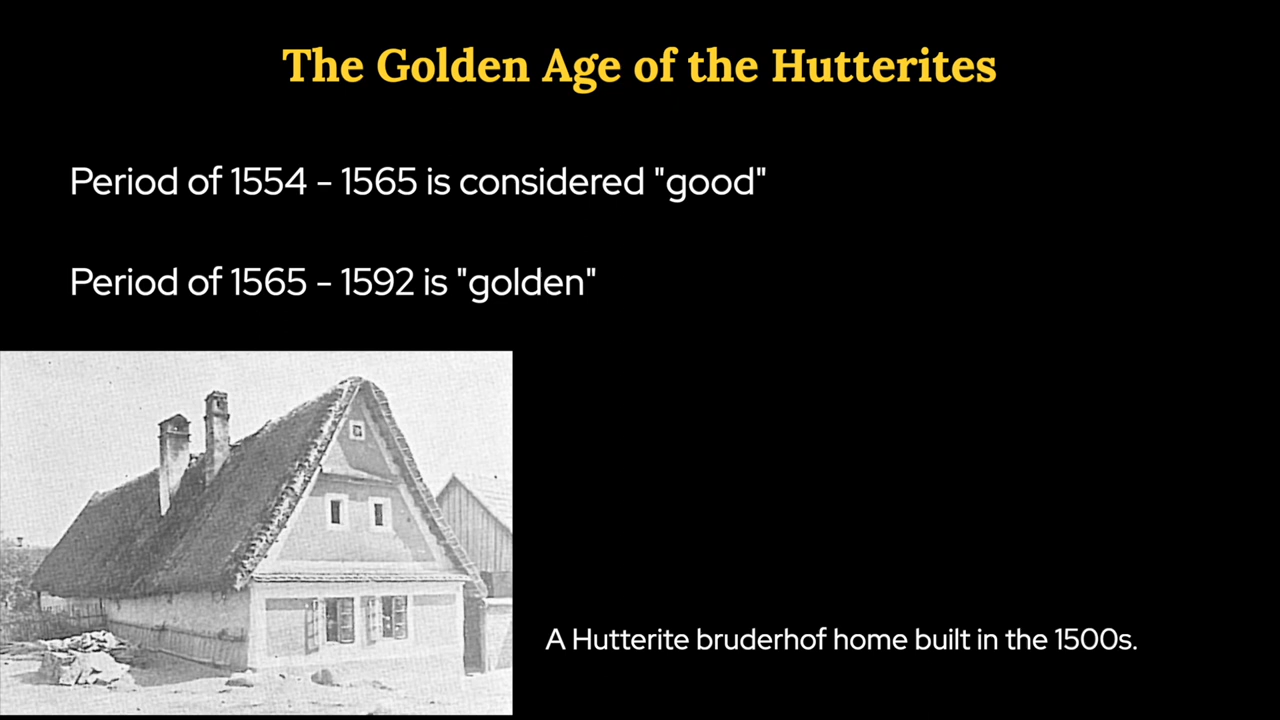 The Golden Age of the Hutterites
Period of 1554 - 1565 is considered "good"
Period of 1565 - 1592 is "golden"
A Hutterite bruderhof home built in the 1500s.